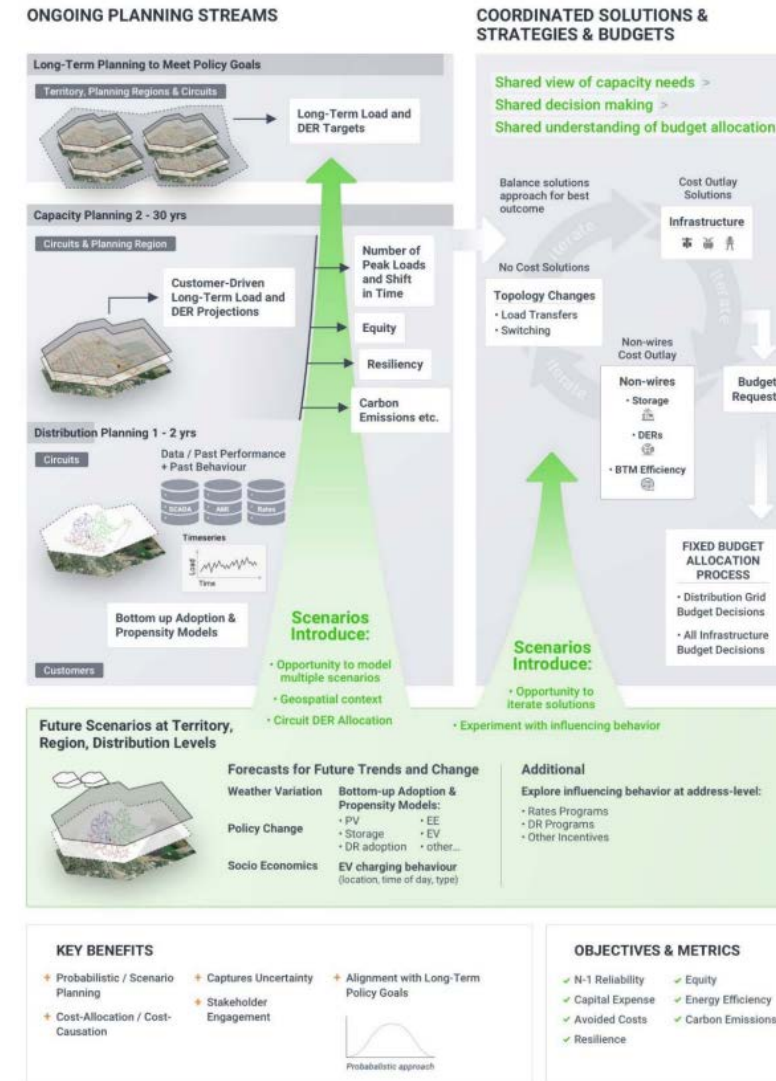 ONGOING PLANNING STREAMS
Long-Term Planning to Meet Policy Goals
Territory, Planning Regions & Circuits
Long-Term Load and
DER Targets
Capacity Planning 2 - 30 yrs
Circuits & Planning Region
Customer-Driven
Long-Term Load and
DER Projections
Number of
Peak Loads
and Shift
in Time
Equity
Resiliency
Carbon
Emissions etc.
Distribution Planning 1 - 2 yrs
Circuits
Data / Past Performance
+ Past Behaviour
SCADA
AMI
Rates
Timeseries
Load
Time
Bottom up Adoption &
Propensity Models
Customers
Scenarios
Introduce:
• Opportunity to model
multiple scenarios
• Geospatial context
• Circuit DER Allocation
COORDINATED SOLUTIONS &
STRATEGIES & BUDGETS
Shared view of capacity needs >
Shared decision making >
Shared understanding of budget allocation
Balance solutions
approach for best
outcome
Cost Outlay
Solutions
Infrastructure
iterate
iterate
iterate
No Cost Solutions
Topology Changes
• Load Transfers
• Switching
Non-wires
Cost Outlay
Non-wires
• Storage
• DERs
• BTM Efficiency
Budget
Request
FIXED BUDGET
ALLOCATION
PROCESS
• Distribution Grid
Budget Decisions
• All Infrastructure
Budget Decisions
Scenarios
Introduce:
• Opportunity to
iterate solutions
• Experiment with influencing behavior
Future Scenarios at Territory,
Region, Distribution Levels
Forecasts for Future Trends and Change
Weather Variation
Policy Change
Socio Economics
Bottom-up Adoption &
Propensity Models:
• PV • EE
• Storage • EV
• DR adoption • other...
EV charging behaviour
(location, time of day, type)
Additional
Explore influencing behavior at address-level:
• Rates Programs
• DR Programs
• Other Incentives
KEY BENEFITS
+ Probabilistic / Scenario
Planning
+ Cost-Allocation / Cost-
Causation
+ Captures Uncertainty
+ Stakeholder
Engagement
+ Alignment with Long-Term
Policy Goals
Probabalistic approach
OBJECTIVES & METRICS
✓ N-1 Reliability
✓ Capital Expense
✓ Avoided Costs
✓ Resilience
✓ Equity
✓ Energy Efficiency
✓ Carbon Emissions